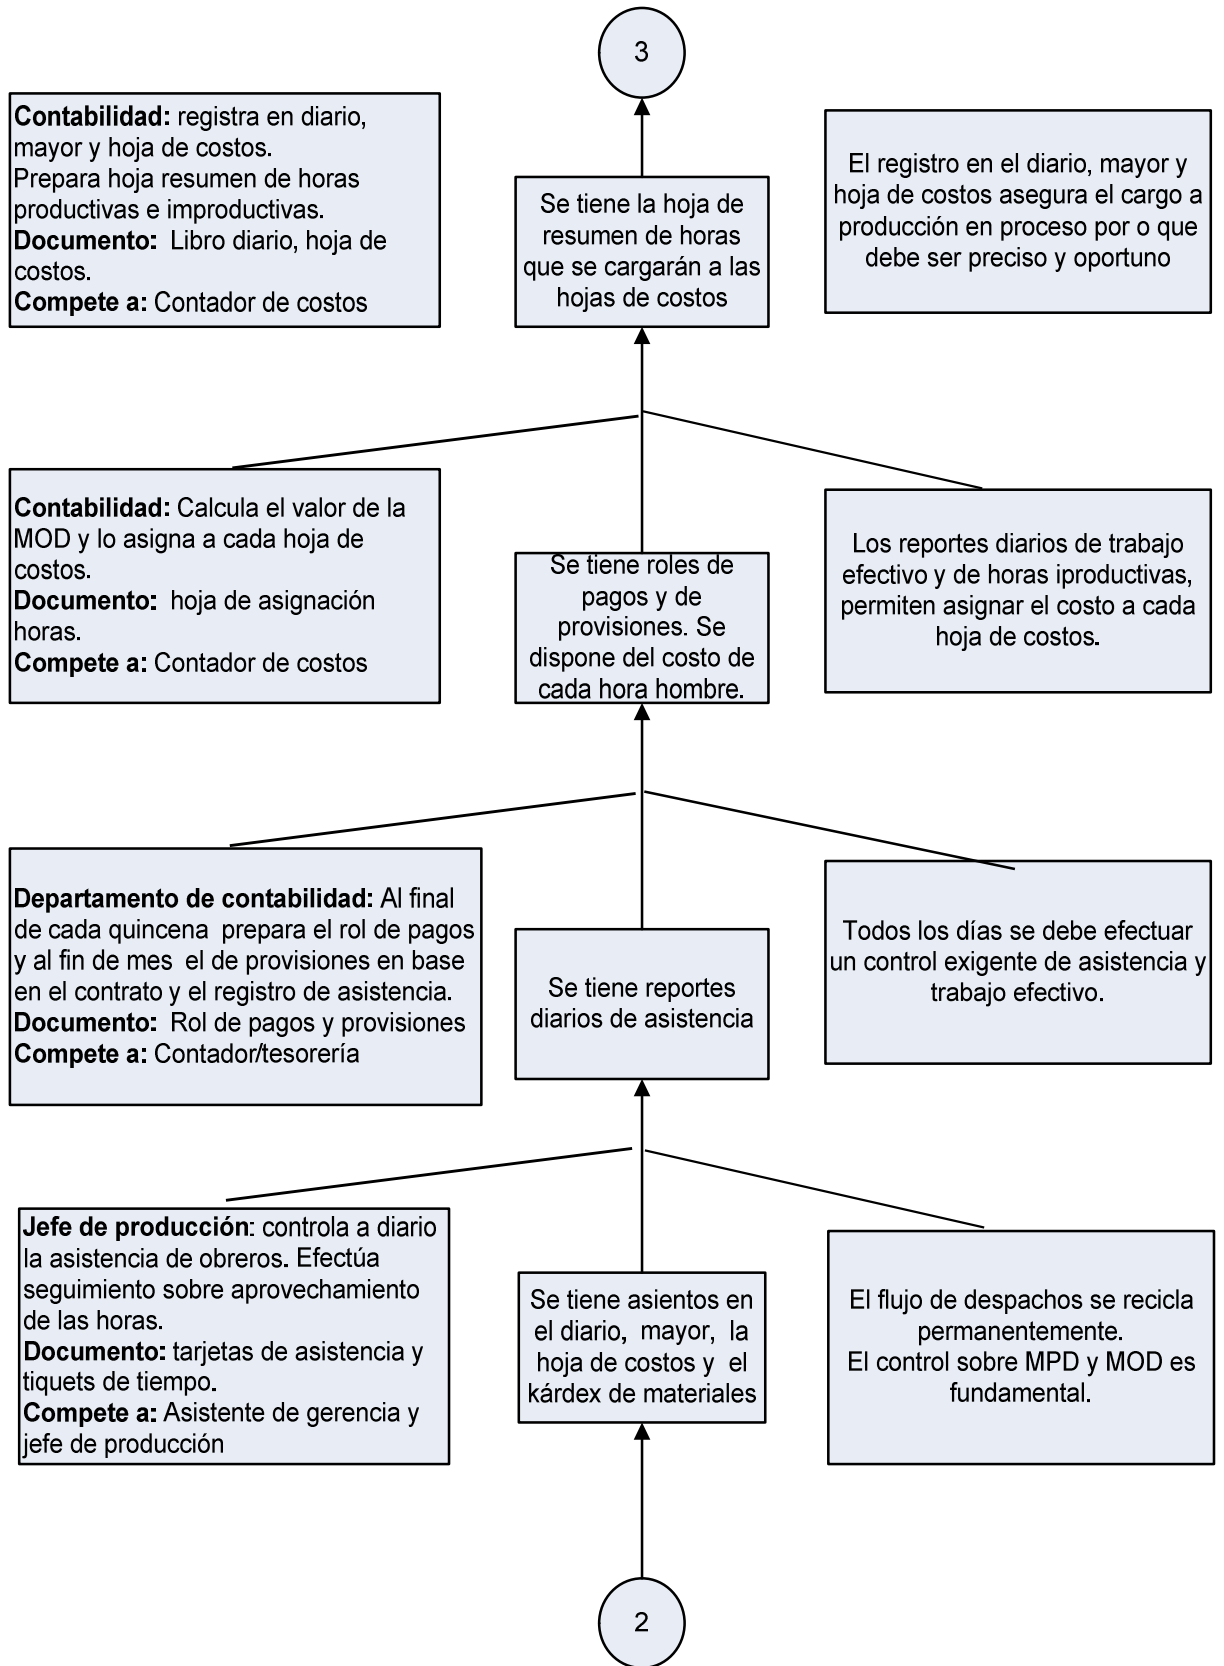 3
Contabilidad: registra en diario,
mayor y hoja de costos.
Prepara hoja resumen de horas
productivas e improductivas.
Documento: Libro diario, hoja de
costos.
Compete a: Contador de costos
Se tiene la hoja de
resumen de horas
que se cargarán a las
hojas de costos
El registro en el diario, mayor y
hoja de costos asegura el cargo a
producción en proceso por o que
debe ser preciso y oportuno
Contabilidad: Calcula el valor de la
MOD y lo asigna a cada hoja de
costos.
Documento: hoja de asignación
horas.
Compete a: Contador de costos
Se tiene roles de
pagos y de
provisiones. Se
dispone del costo de
cada hora hombre.
Los reportes diarios de trabajo
efectivo y de horas iproductivas,
permiten asignar el costo a cada
hoja de costos.
Departamento de contabilidad: Al final
de cada quincena prepara el rol de pagos
y al fin de mes el de provisiones en base
en el contrato y el registro de asistencia.
Documento: Rol de pagos y provisiones
Compete a: Contador/tesorería
Se tiene reportes
diarios de asistencia
Todos los días se debe efectuar
un control exigente de asistencia y
trabajo efectivo.
Jefe de producción: controla a diario
la asistencia de obreros. Efectúa
seguimiento sobre aprovechamiento
de las horas.
Documento: tarjetas de asistencia y
tiquets de tiempo.
Compete a: Asistente de gerencia y
jefe de producción
Se tiene asientos en
el diario, mayor, la
hoja de costos y el
kárdex de materiales
El flujo de despachos se recicla
permanentemente.
El control sobre MPD y MOD es
fundamental.
2